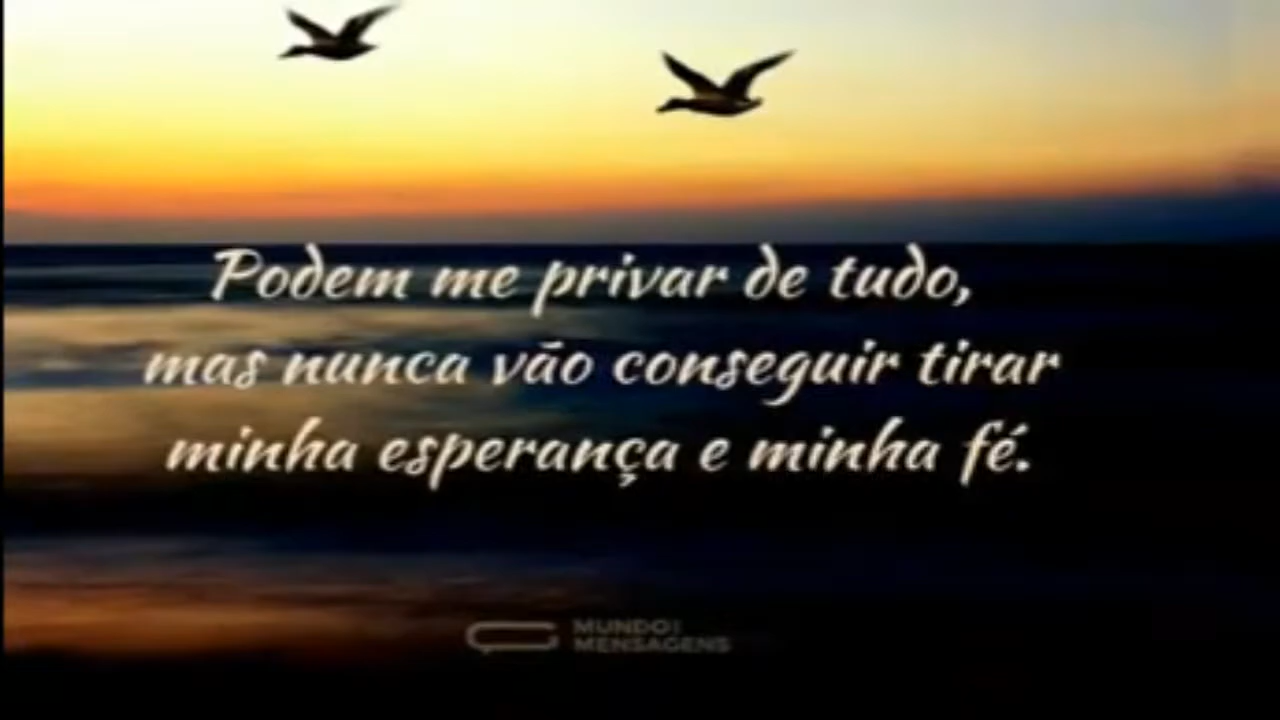 Podem me privar de tudo,
mas nunca vão conseguir tirar
minha esperança e minha fé.
MUNDO
MENSAGENS